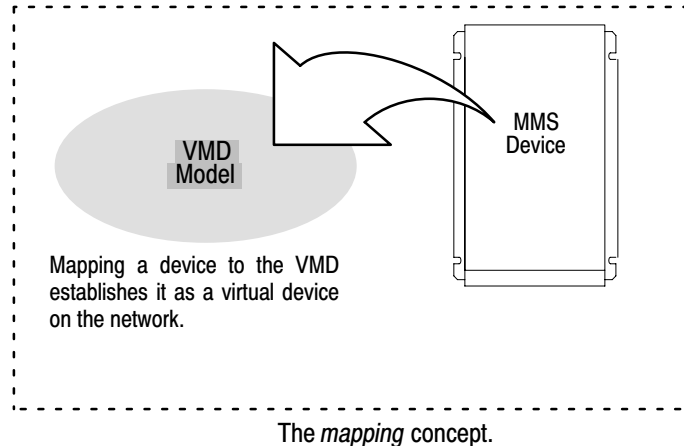 VMD
Model
MMS
Device
Mapping a device to the VMD
establishes it as a virtual device
on the network.
The mapping concept.